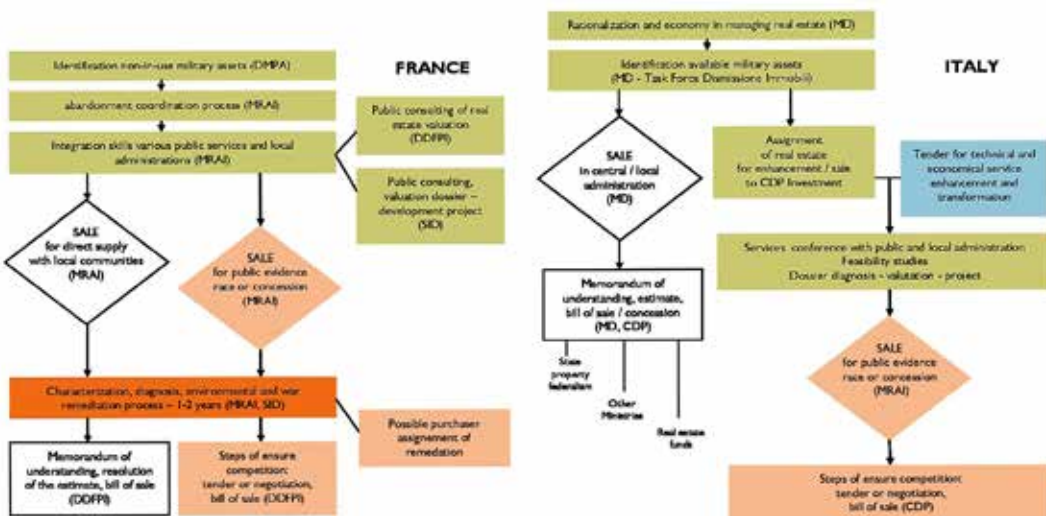 FRANCE
Identification non-in-use military assets (DMPA)
abandonment coordination process (MRAI)
Integration skills various public services and local
administrations (MRAI)
Public consulting of real
estate valuation
(DDFPI)
Public consulting,
valuation dossier –
development project
(SID)
SALE
for direct supply
with local communities
(MRAI)
SALE
for public evidence
race or concession
(MRAI)
Characterization, diagnosis, environmental and war
remediation process – 1-2 years (MRAI, SID)
Possible purchaser
assignement of
remedation
Memorandum of
understanding, resolution
of the estimate, bill of sale
(DDFPI)
Steps of ensure
competition:
tender or negotiation,
bill of sale (DDFPI)
ITALY
Rationalization and economy in managing real estate (MD)
Identification available military assets
(MD - Task Force Dismissione Immobili)
SALE
in central / local
administration
(MD)
Assignment
of real estate
for enhancement / sale
to CDP Investment
Tender for technical and
economical service
enhancement and
transformation
Services conference with public and local administration
Feasibility studies
Dossier diagnosis - valutation - project
Memorandum of
understanding, estimate,
bill of sale / concession
(MD, CDP)
State
property
federalism
Other
Ministries
Real estate
funds
SALE
for public evidence
race or concession
(MRAI)
Steps of ensure competition:
tender or negotiation,
bill of sale (CDP)